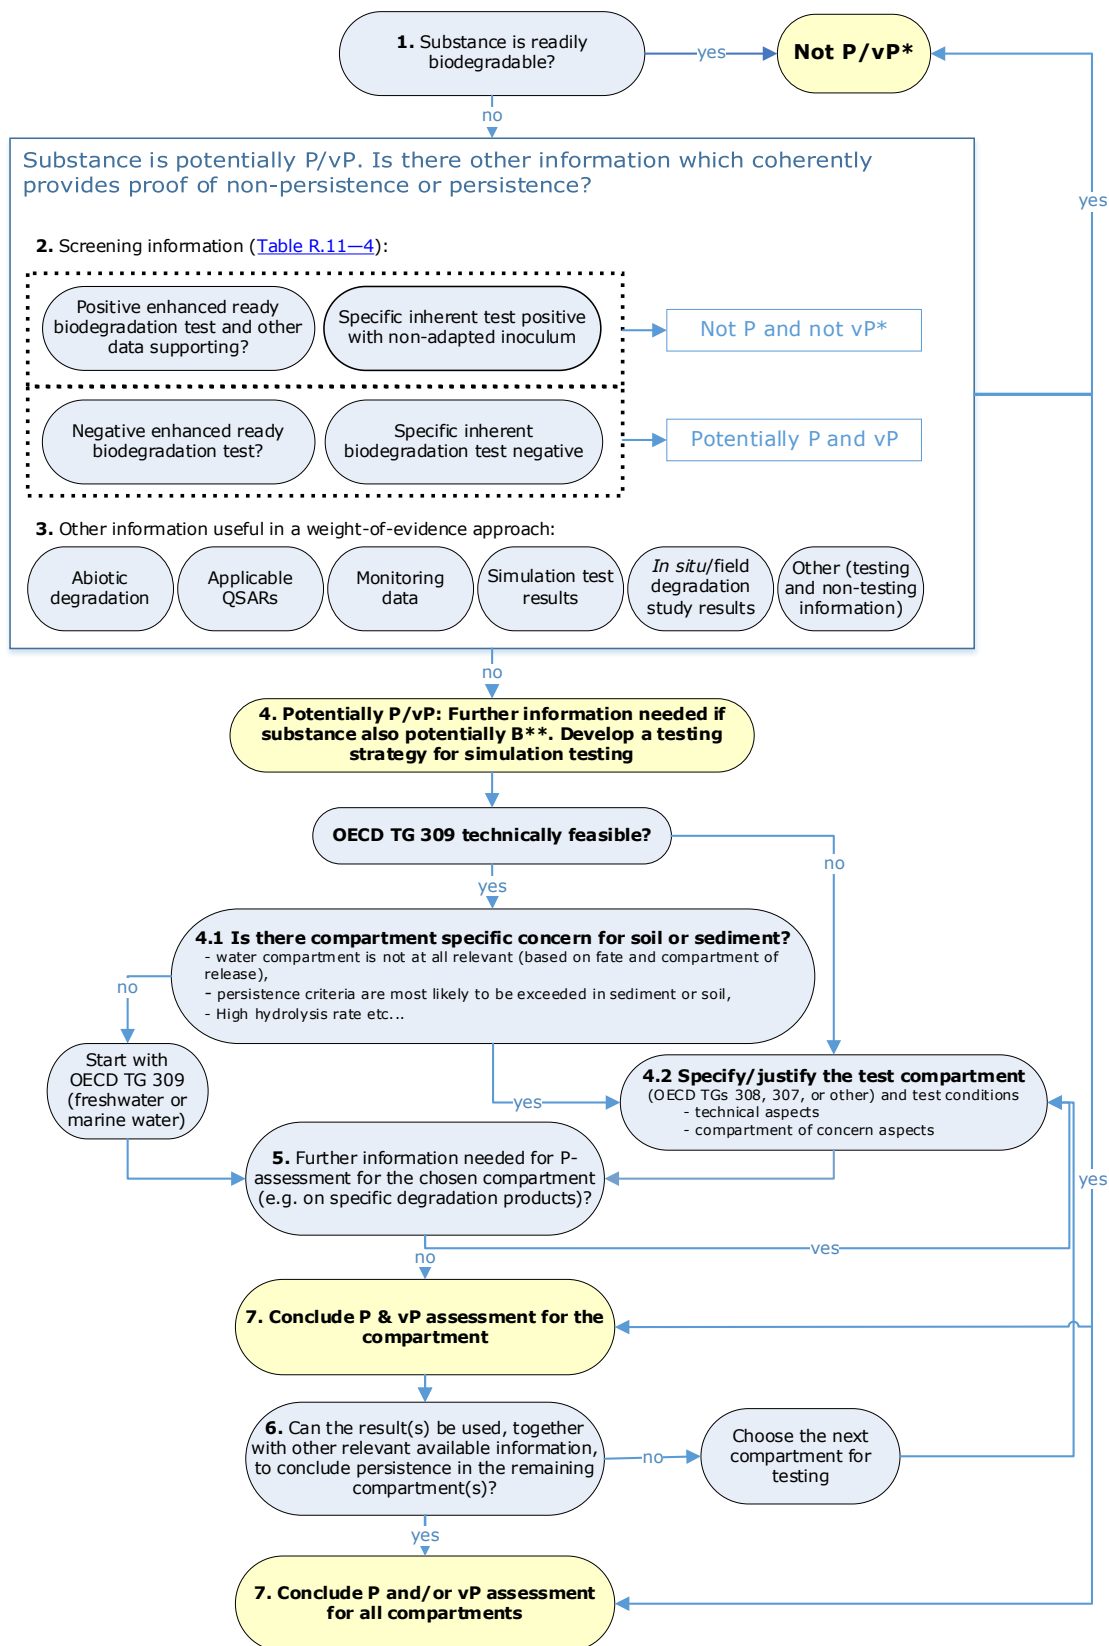 1. Substance is readily
biodegradable?
yes
Not P/vP*
no
Substance is potentially P/vP. Is there other information which coherently
provides proof of non-persistence or persistence?
yes
2. Screening information (Table R.11—4):
Positive enhanced ready
biodegradation test and other
data supporting?
Specific inherent test positive
with non-adapted inoculum
Not P and not vP*
Negative enhanced ready
biodegradation test?
Specific inherent
biodegradation test negative
Potentially P and vP
3. Other information useful in a weight-of-evidence approach:
Abiotic
degradation
Applicable
QSARs
Monitoring
data
Simulation test
results
In situ/field
degradation
study results
Other (testing
and non-testing
information)
no
4. Potentially P/vP: Further information needed if
substance also potentially B**. Develop a testing
strategy for simulation testing
OECD TG 309 technically feasible?
no
yes
4.1 Is there compartment specific concern for soil or sediment?
- water compartment is not at all relevant (based on fate and compartment of
release),
- persistence criteria are most likely to be exceeded in sediment or soil,
- High hydrolysis rate etc...
no
Start with
OECD TG 309
(freshwater or
marine water)
yes
4.2 Specify/justify the test compartment
(OECD TGs 308, 307, or other) and test conditions
- technical aspects
- compartment of concern aspects
5. Further information needed for P-
assessment for the chosen compartment
(e.g. on specific degradation products)?
yes
yes
no
7. Conclude P & vP assessment for the
compartment
6. Can the result(s) be used, together
with other relevant available information,
to conclude persistence in the remaining
compartment(s)?
no
Choose the next
compartment for
testing
yes
7. Conclude P and/or vP assessment
for all compartments